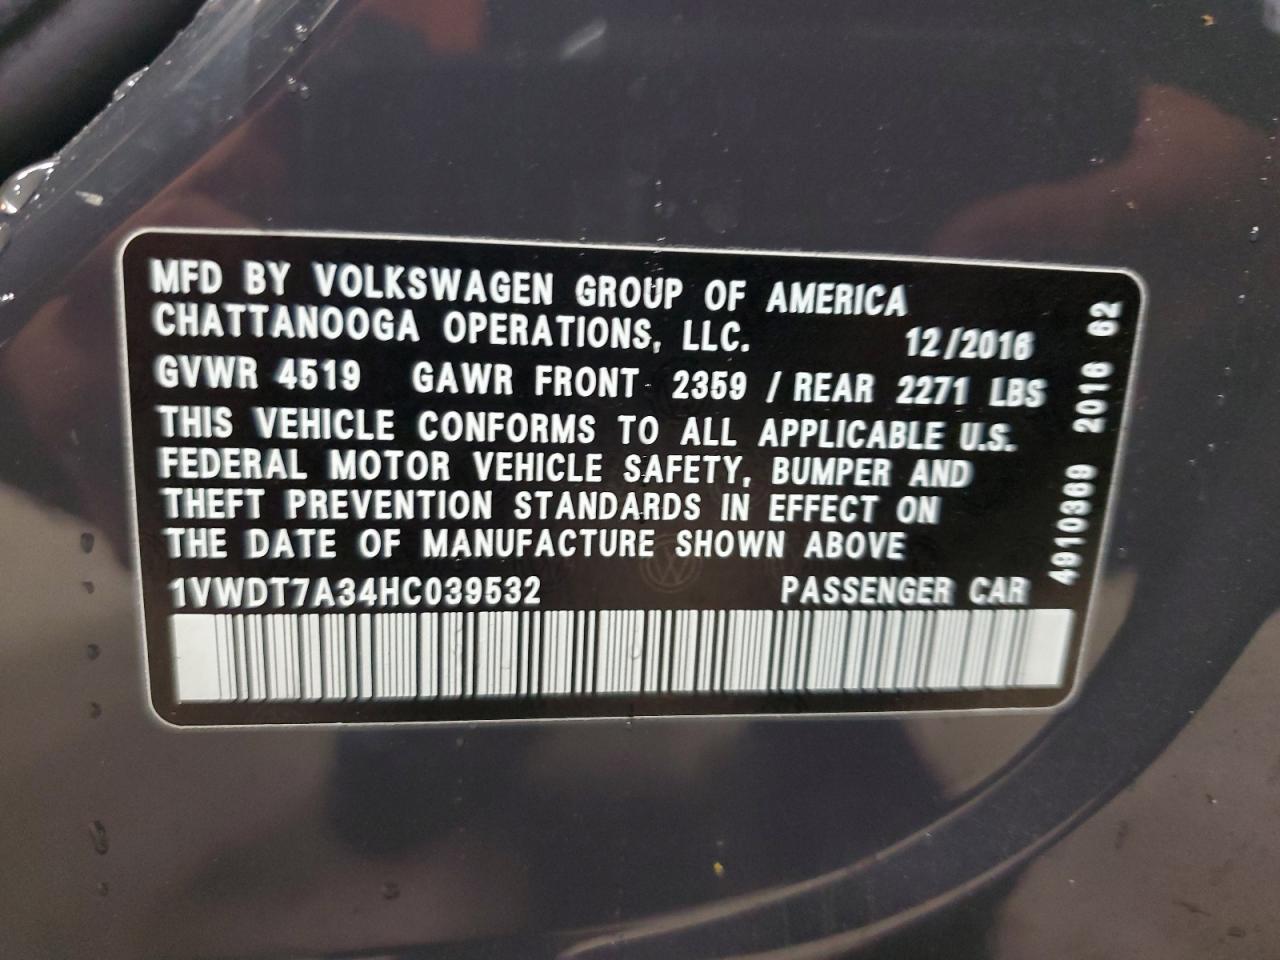 MFD BY VOLKSWAGEN GROUP OF AMERICA
CHATTANOOGA OPERATIONS, LLC. 12/2016
GVWR 4519 GAWR FRONT 2359 / REAR 2271 LBS
THIS VEHICLE CONFORMS TO ALL APPLICABLE U.S.
FEDERAL MOTOR VEHICLE SAFETY, BUMPER AND
THEFT PREVENTION STANDARDS IN EFFECT ON
THE DATE OF MANUFACTURE SHOWN ABOVE
1VWDT7A34HC039532 PASSENGER CAR
4910369 2016 62